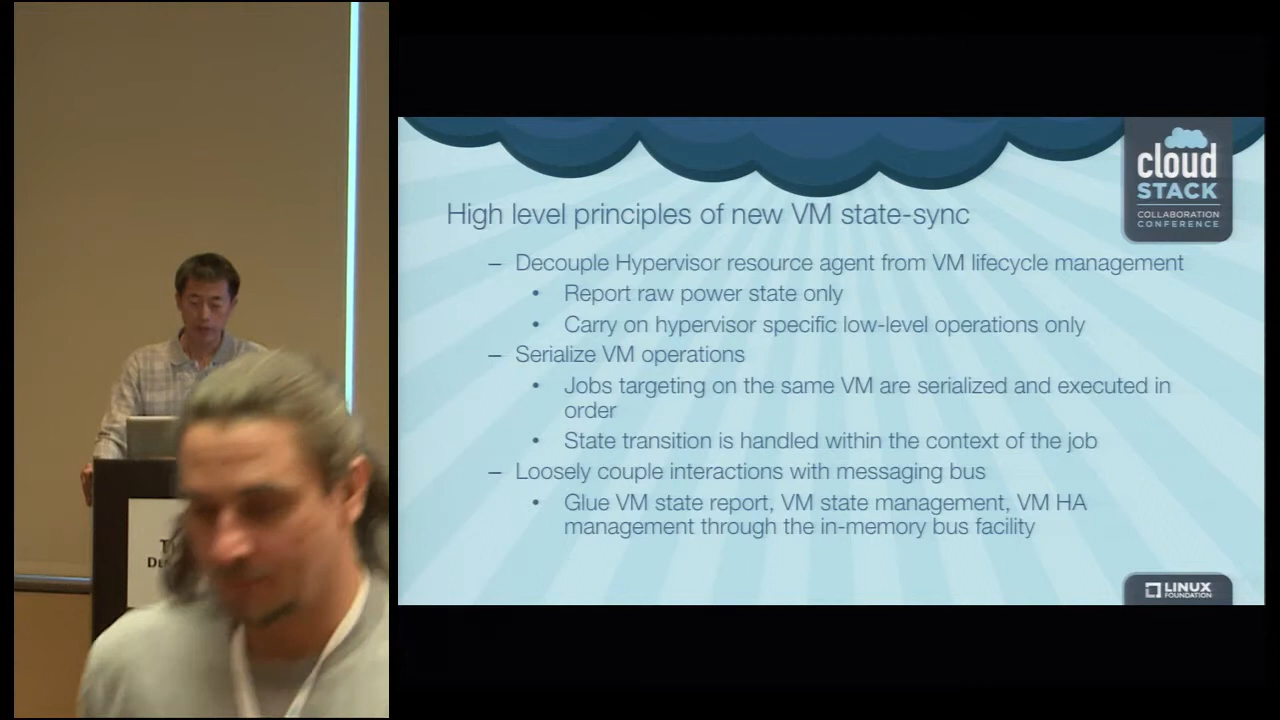 cloud
STACK
COLLABORATION
CONFERENCE
High level principles of new VM state-sync
– Decouple Hypervisor resource agent from VM lifecycle management
• Report raw power state only
• Carry on hypervisor specific low-level operations only
– Serialize VM operations
• Jobs targeting on the same VM are serialized and executed in
order
• State transition is handled within the context of the job
– Loosely couple interactions with messaging bus
• Glue VM state report, VM state management, VM HA
management through the in-memory bus facility
LINUX
FOUNDATION